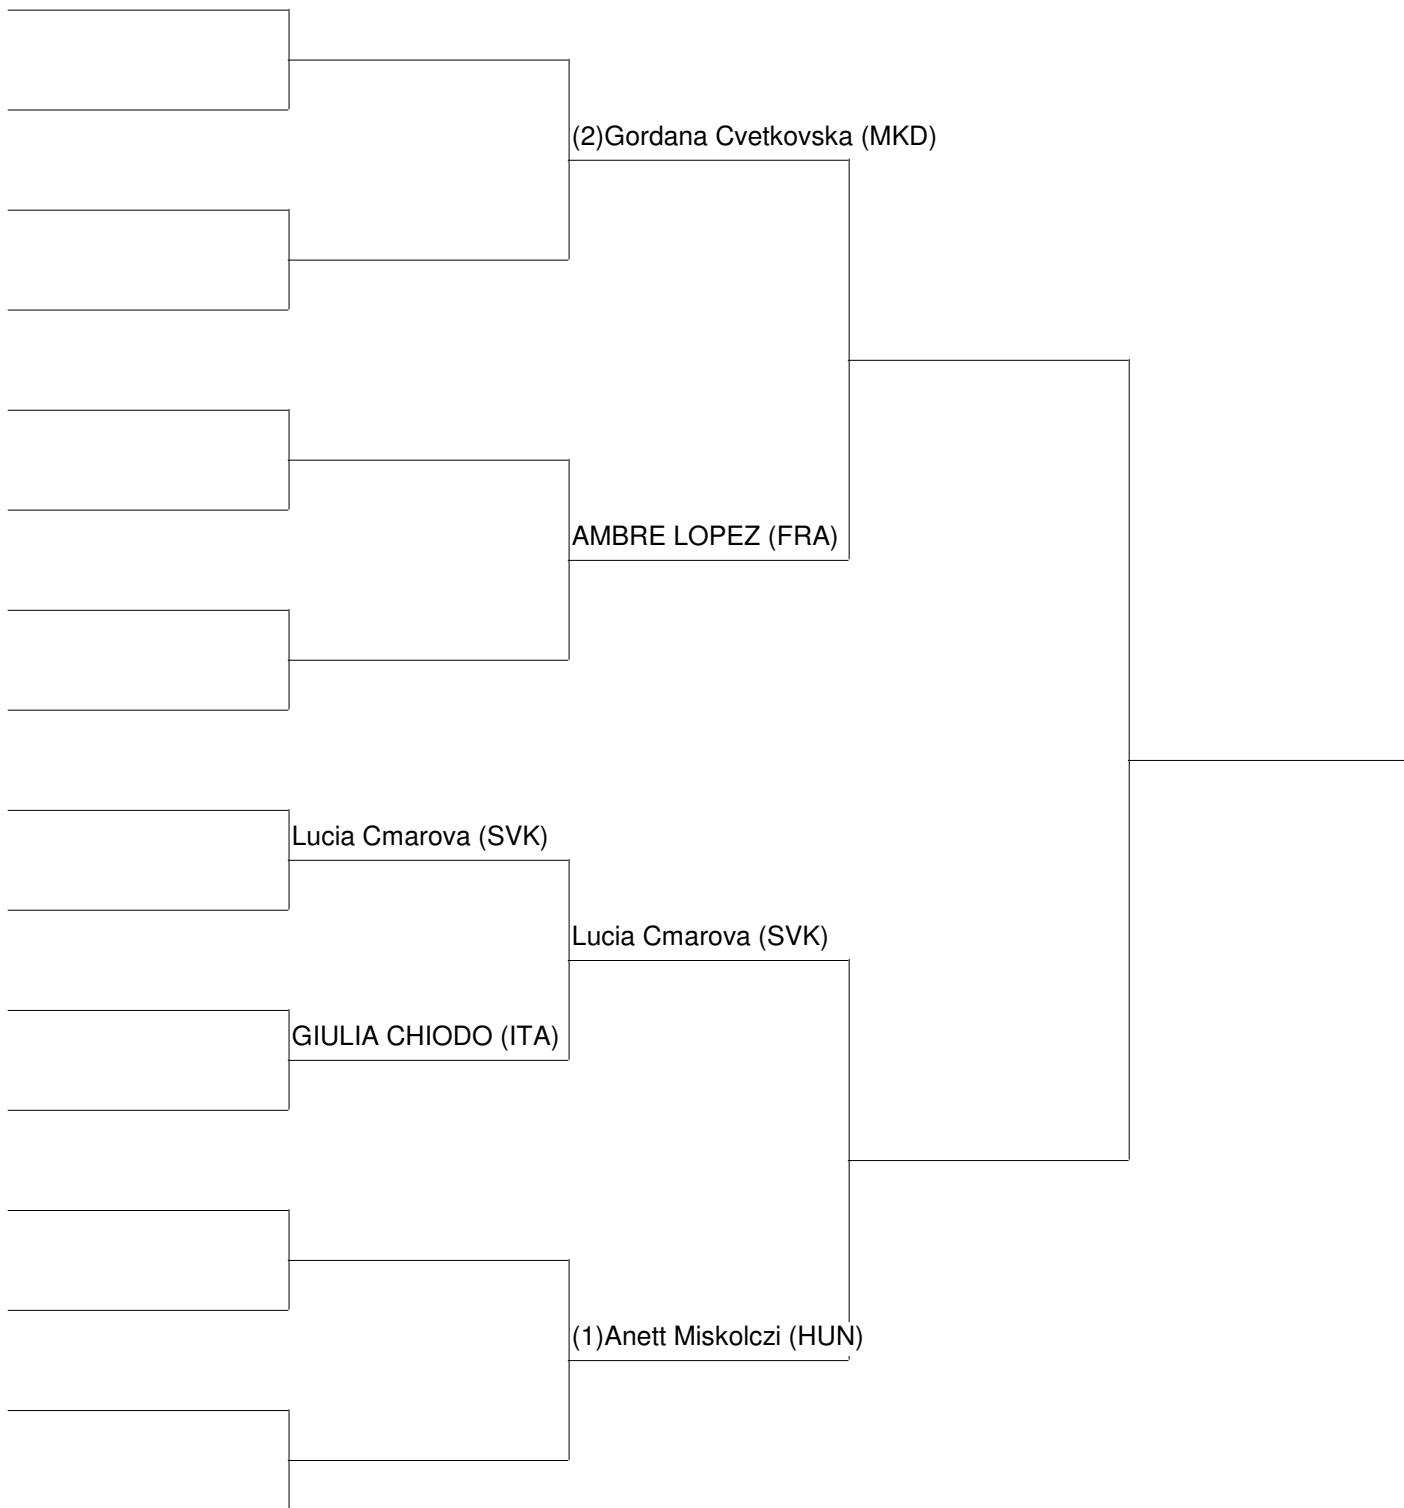 (2)Gordana Cvetkovska (MKD)
AMBRE LOPEZ (FRA)
Lucia Cmarova (SVK)
Lucia Cmarova (SVK)
GIULIA CHIODO (ITA)
(1)Anett Miskolczi (HUN)